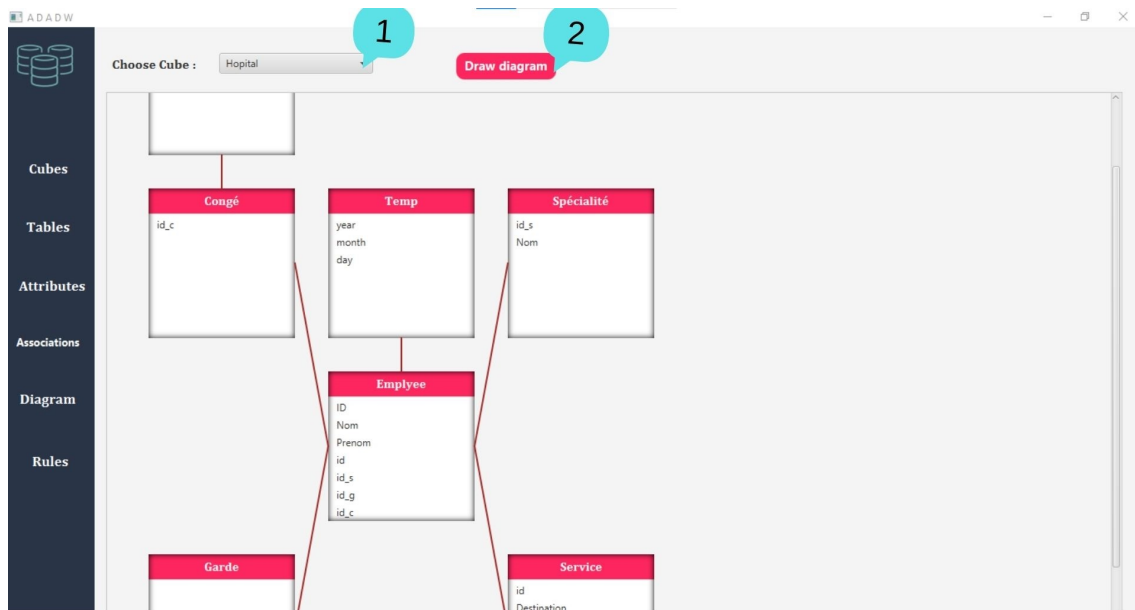 ADADW
1
2
Choose Cube :
Hopital
Draw diagram
Cubes
Tables
Attributes
Associations
Diagram
Rules
Congé
id_c
Temp
year
month
day
Spécialité
id_s
Nom
Emplyee
ID
Nom
Prenom
id
id_s
id_g
id_c
Garde
Service
id
Destination